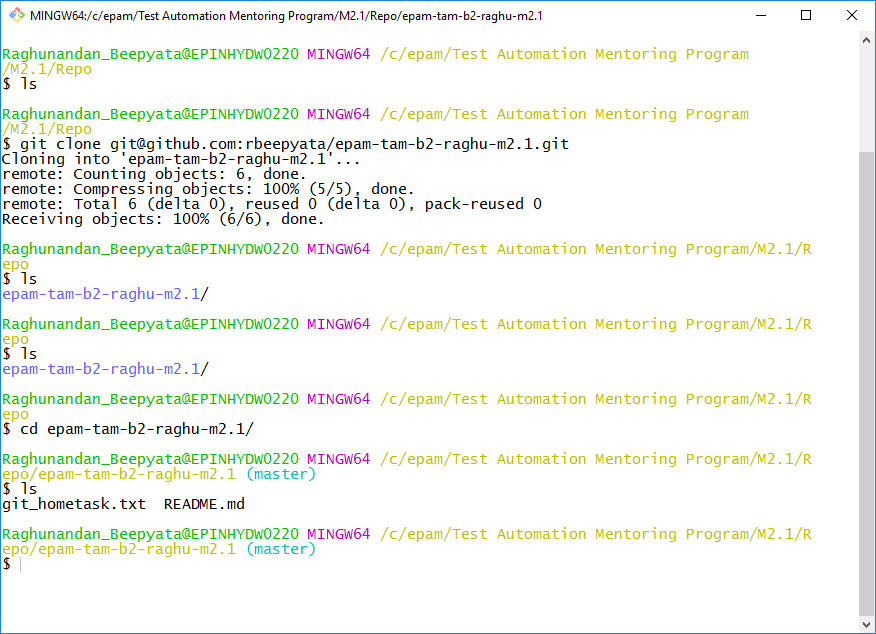 MINGW64:/c/epam/Test Automation Mentoring Program/M2.1/Repo/epam-tam-b2-raghu-m2.1
Raghunandan_Beepyata@EPINHYDW0220 MINGW64 /c/epam/Test Automation Mentoring Program
/M2.1/Repo
$ ls
Raghunandan_Beepyata@EPINHYDW0220 MINGW64 /c/epam/Test Automation Mentoring Program
/M2.1/Repo
$ git clone git@github.com:rbeepyata/epam-tam-b2-raghu-m2.1.git
Cloning into 'epam-tam-b2-raghu-m2.1'...
remote: Counting objects: 6, done.
remote: Compressing objects: 100% (5/5), done.
remote: Total 6 (delta 0), reused 0 (delta 0), pack-reused 0
Receiving objects: 100% (6/6), done.
Raghunandan_Beepyata@EPINHYDW0220 MINGW64 /c/epam/Test Automation Mentoring Program/M2.1/R
epo
$ ls
epam-tam-b2-raghu-m2.1/
Raghunandan_Beepyata@EPINHYDW0220 MINGW64 /c/epam/Test Automation Mentoring Program/M2.1/R
epo
$ ls
epam-tam-b2-raghu-m2.1/
Raghunandan_Beepyata@EPINHYDW0220 MINGW64 /c/epam/Test Automation Mentoring Program/M2.1/R
epo
$ cd epam-tam-b2-raghu-m2.1/
Raghunandan_Beepyata@EPINHYDW0220 MINGW64 /c/epam/Test Automation Mentoring Program/M2.1/R
epo/epam-tam-b2-raghu-m2.1 (master)
$ ls
git_hometask.txt  README.md
Raghunandan_Beepyata@EPINHYDW0220 MINGW64 /c/epam/Test Automation Mentoring Program/M2.1/R
epo/epam-tam-b2-raghu-m2.1 (master)
$